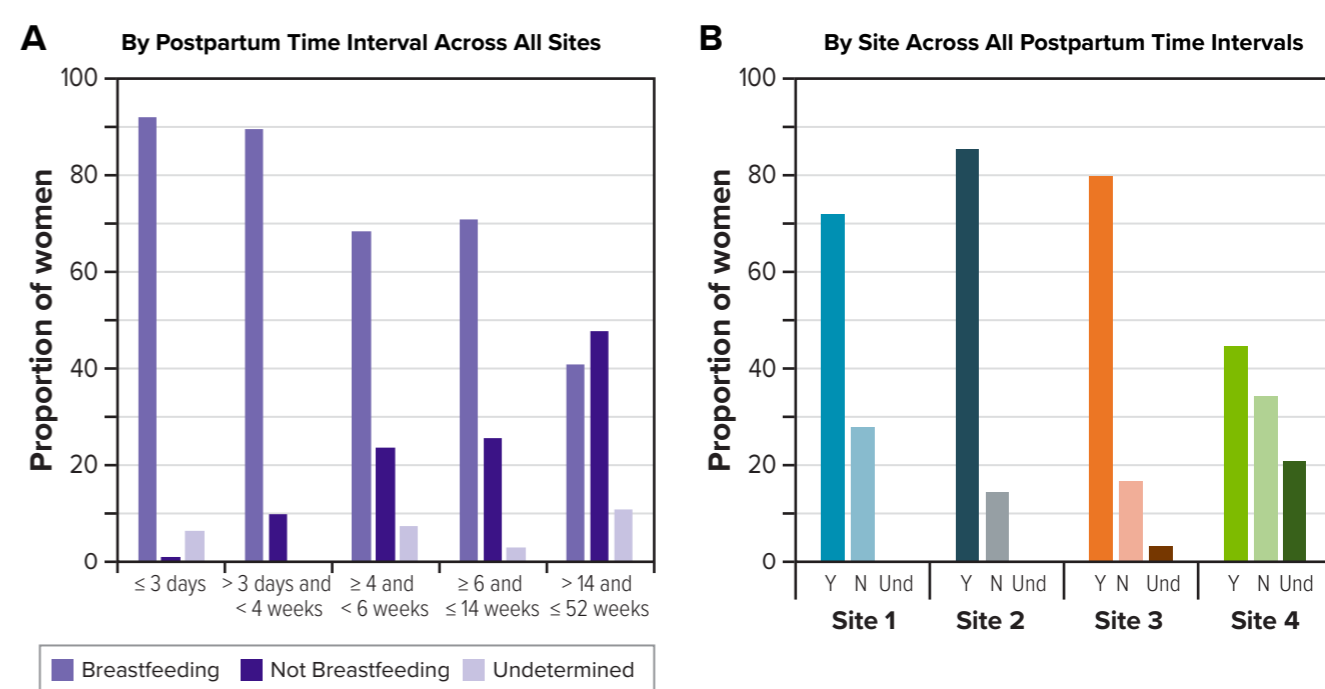 A
By Postpartum Time Interval Across All Sites
Proportion of women
100
80
60
40
20
0
≤ 3 days
> 3 days and
< 4 weeks
≥ 4 and
< 6 weeks
≥ 6 and
≤ 14 weeks
> 14 and
≤ 52 weeks
Breastfeeding Not Breastfeeding Undetermined
B
By Site Across All Postpartum Time Intervals
Proportion of women
100
80
60
40
20
0
Y N Und Y N Und Y N Und Y N Und
Site 1 Site 2 Site 3 Site 4